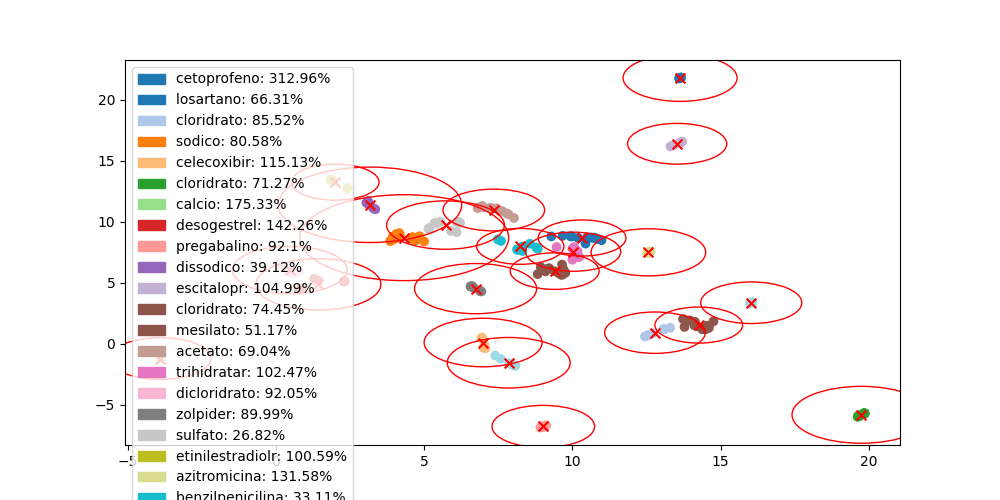 cetoprofeno: 312.96%
losartano: 66.31%
cloridrato: 85.52%
sodico: 80.58%
celecoxibir: 115.13%
cloridrato: 71.27%
calcio: 175.33%
desogestrel: 142.26%
pregabalino: 92.1%
dissodico: 39.12%
escitalopr: 104.99%
cloridrato: 74.45%
mesilato: 51.17%
acetato: 69.04%
trihidratar: 102.47%
dicloridrato: 92.05%
zolpider: 89.99%
sulfato: 26.82%
etinilestradiolr: 100.59%
azitromicina: 131.58%
benzilpenicilina: 33.11%
20
15
10
5
0
−5
−5 0 5 10 15 20